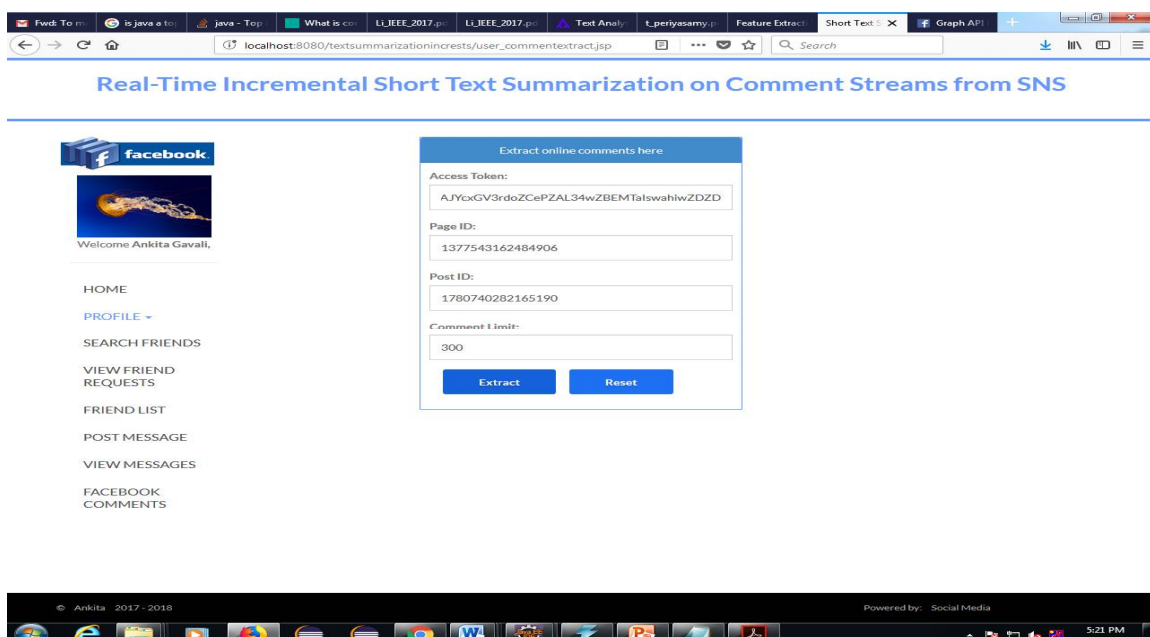 Fwd: To m
is java a to
java - Top
What is co
Li_IEEE_2017.p
Li_IEEE_2017.p
Text Analy
t_periyasamy.p
Feature Extract
Short Text S
Graph API
localhost:8080/textsummarizationincrests/user_commentextract.jsp
Search
Real-Time Incremental Short Text Summarization on Comment Streams from SNS
facebook.
Welcome Ankita Gavali,
HOME
PROFILE
SEARCH FRIENDS
VIEW FRIEND
REQUESTS
FRIEND LIST
POST MESSAGE
VIEW MESSAGES
FACEBOOK
COMMENTS
Extract online comments here
Access Token:
AJYcxGV3rdoZCePZAL34wZBEMTaIswahiwZDZD
Page ID:
1377543162484906
Post ID:
1780740282165190
Comment Limit:
300
Extract Reset
© Ankita 2017 - 2018
Powered by: Social Media
5:21 PM